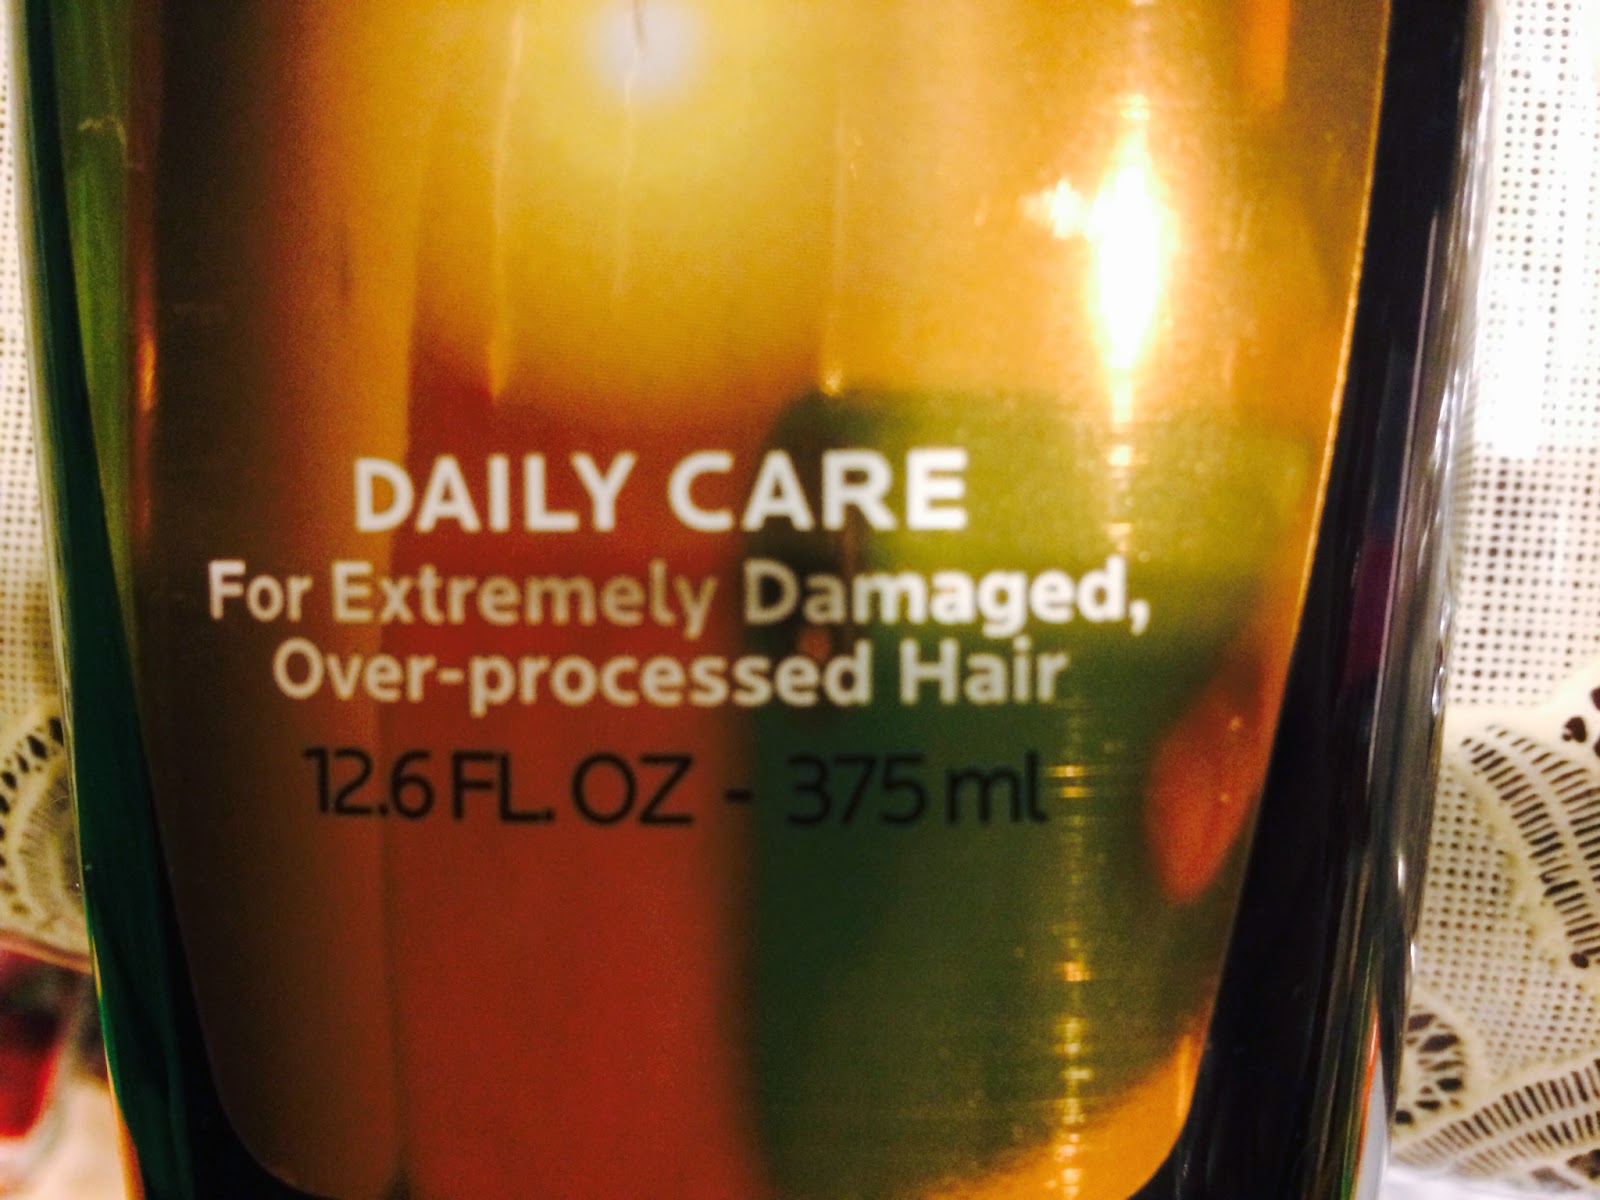 DAILY CARE
For Extremely Damaged,
Over-processed Hair
12.6 FL. OZ - 375 ml